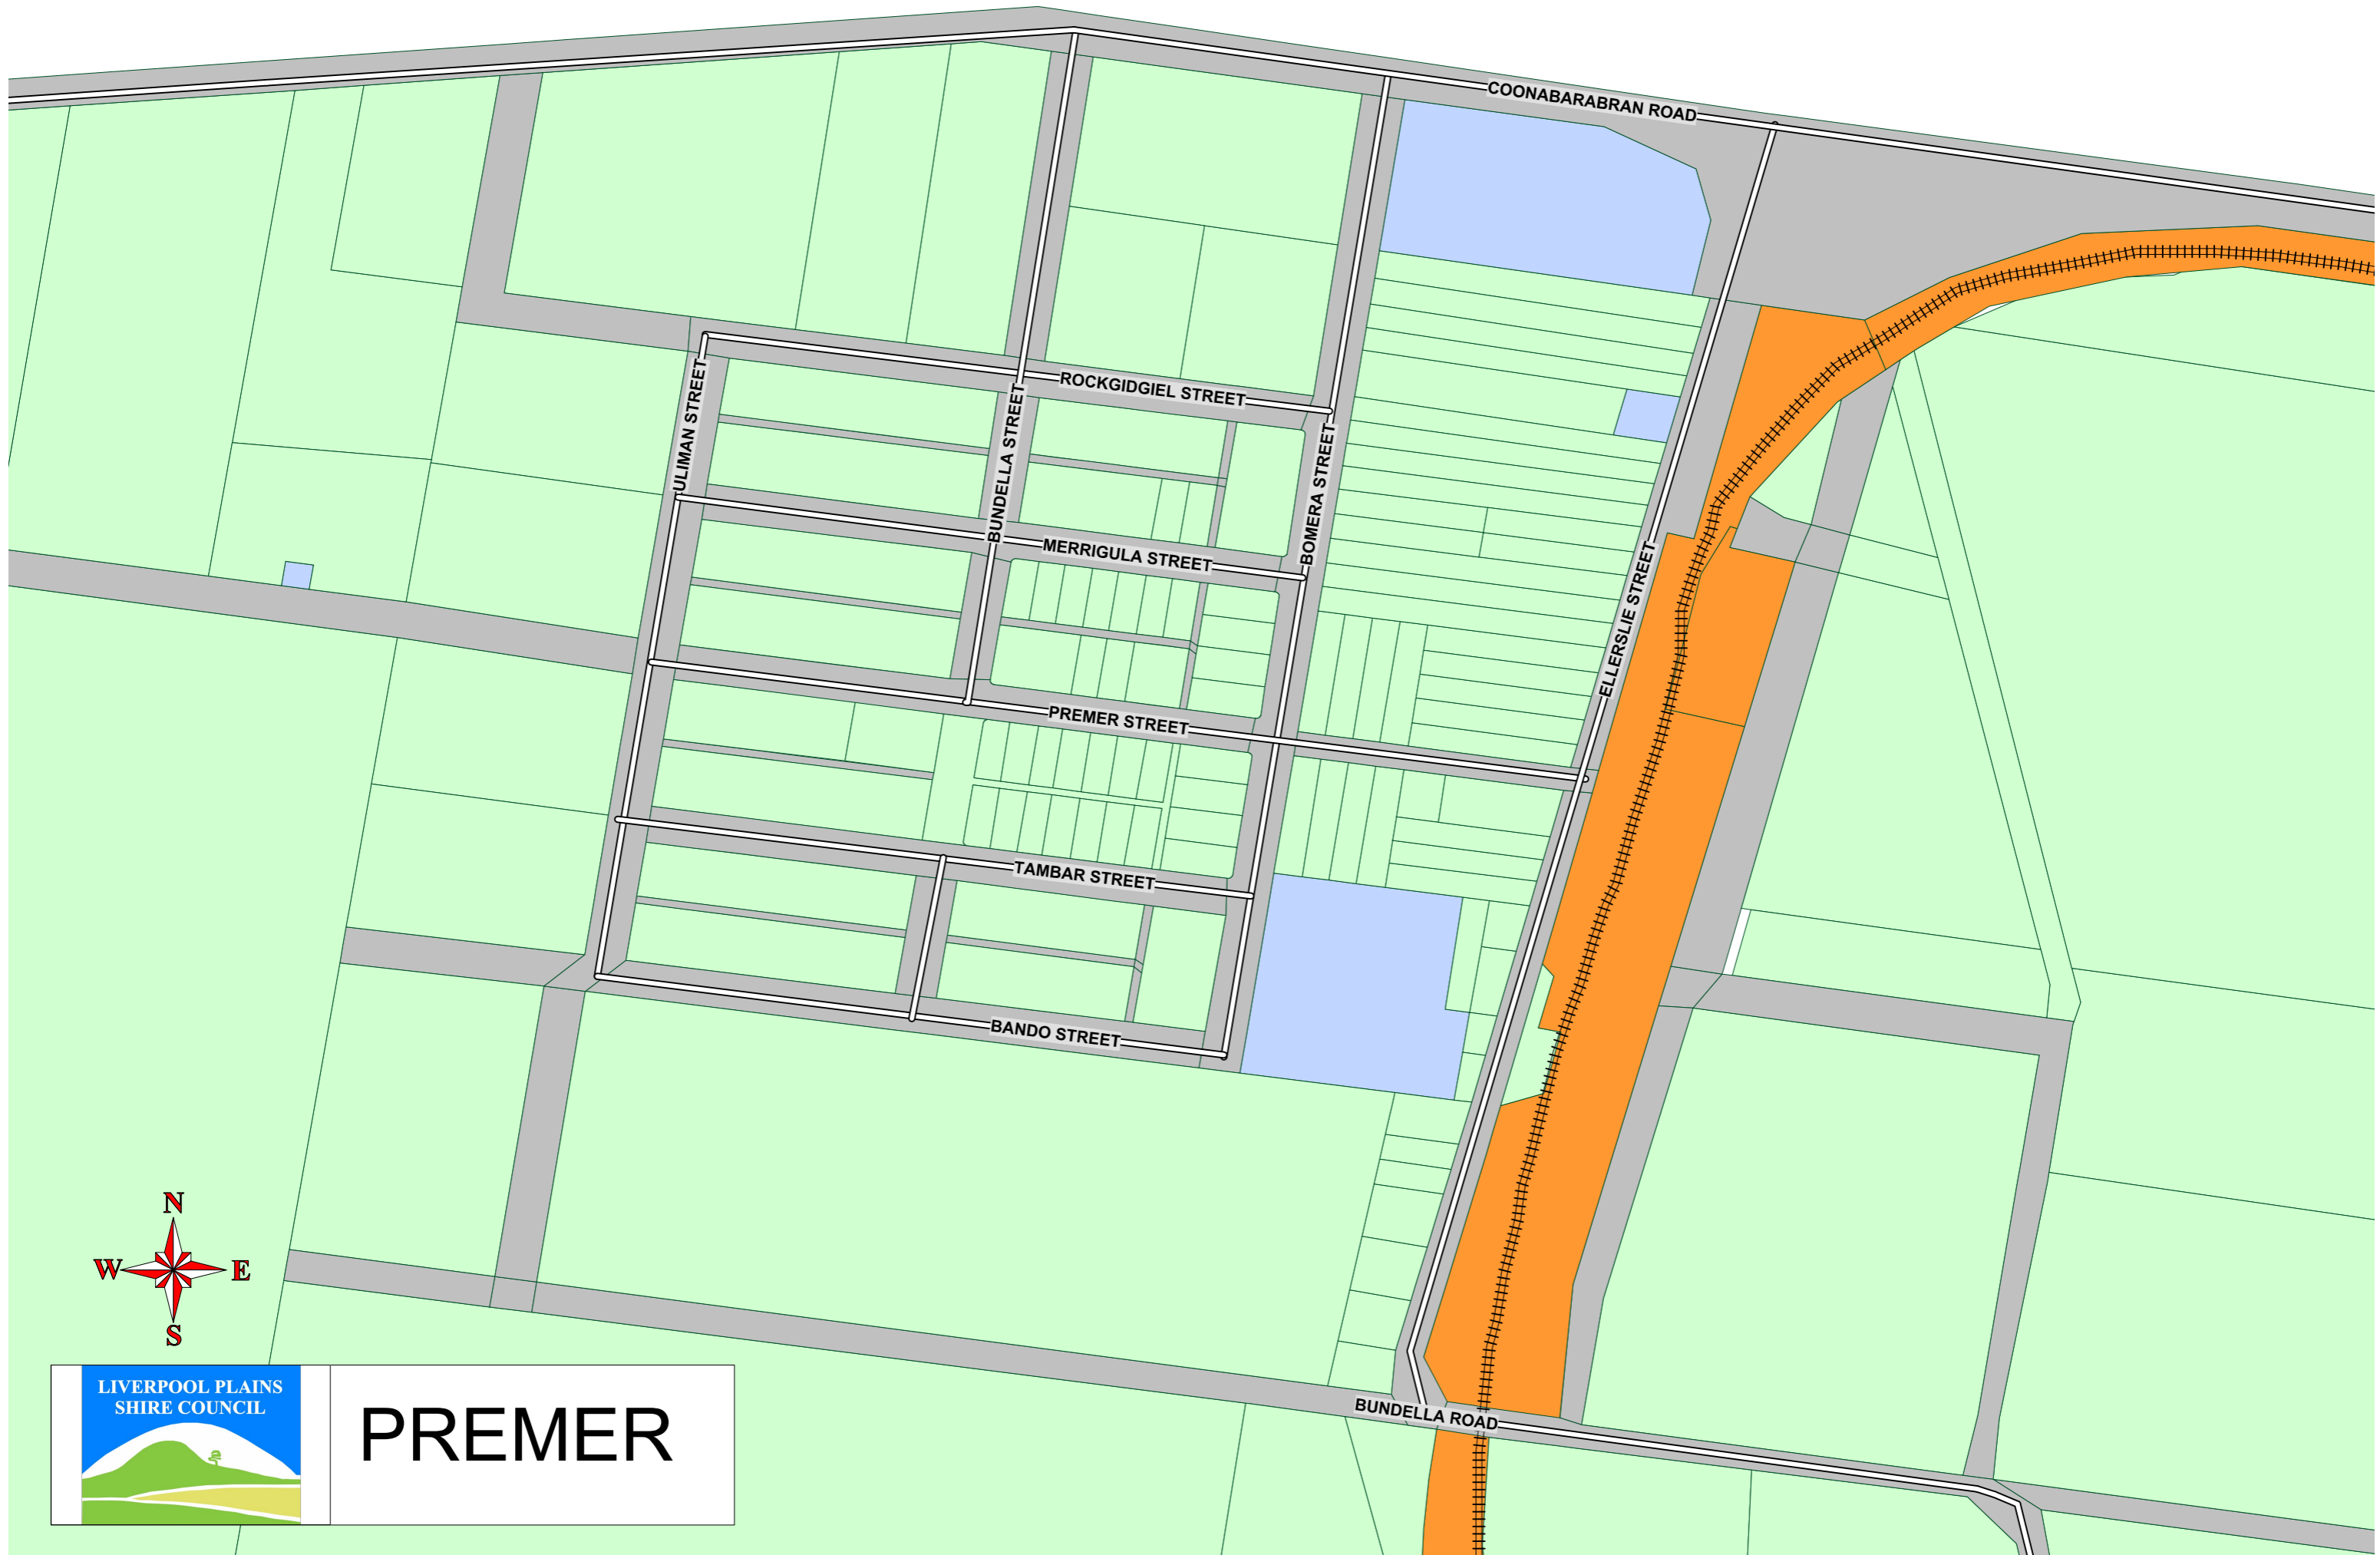 COONABARABRAN ROAD
ROCKGIDGIEL STREET
ULIMAN STREET
BUNDELLA STREET
BOMERA STREET
MERRIGULA STREET
ELLERSLIE STREET
PREMER STREET
TAMBAR STREET
BANDO STREET
N
W
E
S
BUNDELLA ROAD
LIVERPOOL PLAINS
SHIRE COUNCIL
PREMER